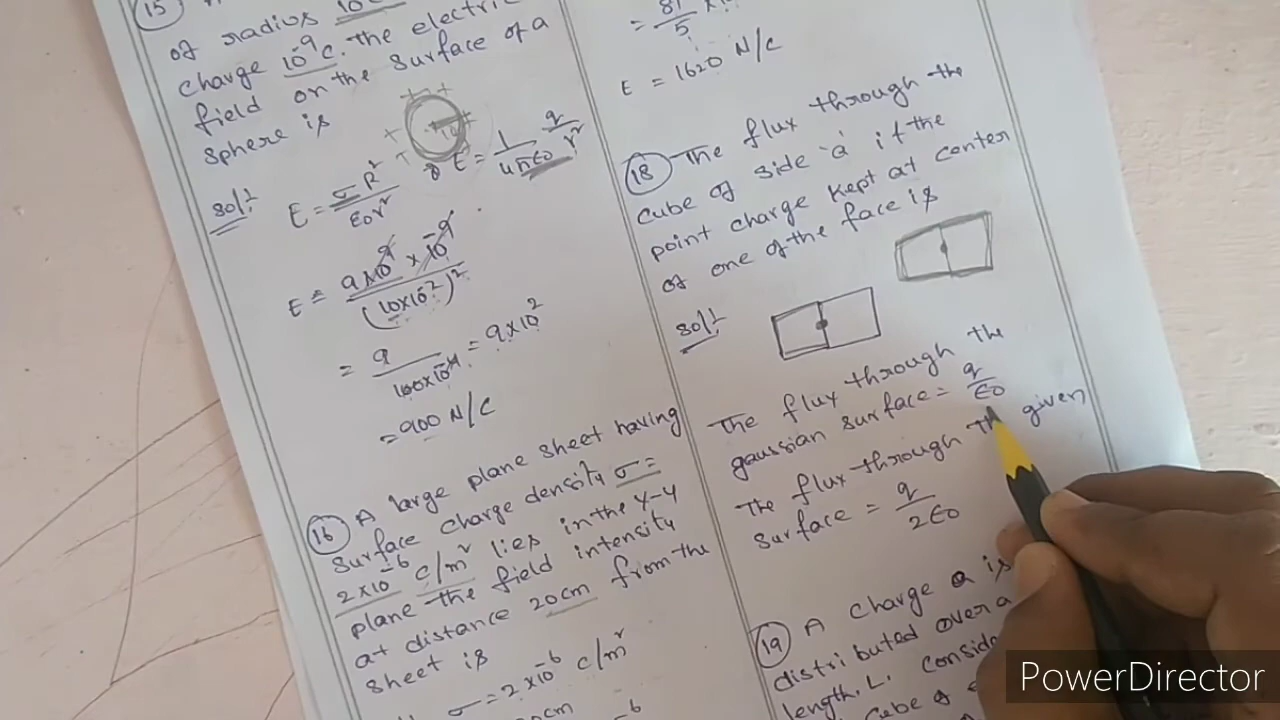 15
of radius
charge 10⁻⁹ c. The electric
field on the surface of a
sphere is
sol:
E = σR²/ε₀r² E = 1/4πε₀ q/r²
E = 9×10⁹ × 10⁻⁹/(10×10⁻²)²
= 9/100×10⁻⁴ = 9×10²
= 900 N/C
16 A large plane sheet having
surface charge density σ =
2×10⁻⁶ c/m² lies in the x-y
plane the field intensity
at distance 20cm from the
sheet is
σ = 2×10⁻⁶ c/m²
= 81/5
E = 1620 N/C
18 The flux through the
cube of side 'a' if the
point charge kept at center
of one of the face is
sol:
The flux through the
gaussian surface = q/ε₀
The flux through the given
surface = q/2ε₀
19 A charge Q is
distributed over a
length L. Consid
cube of
PowerDirector